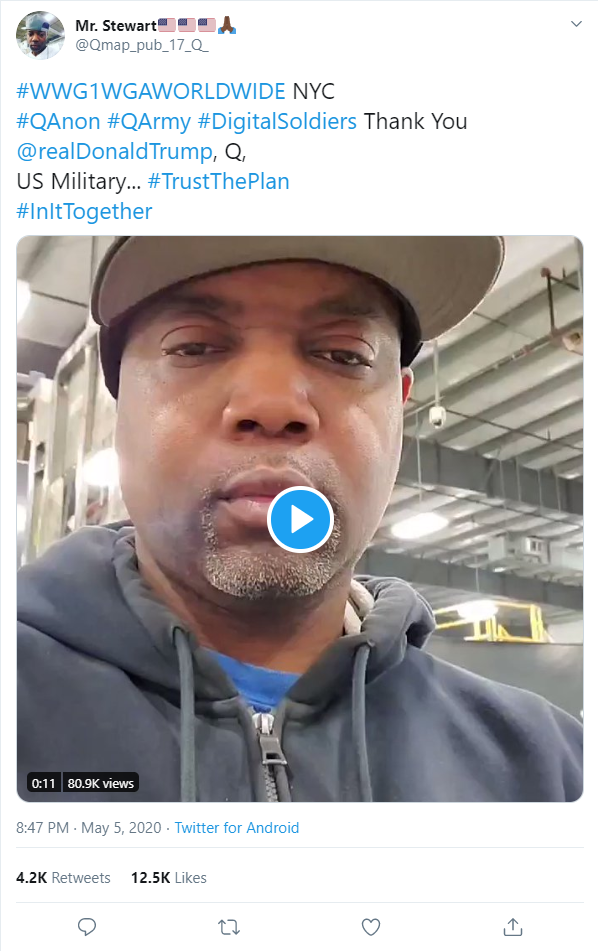 Mr. Stewart🇺🇸🇺🇸🇺🇸🙏🏾
@Qmap_pub_17_Q_
#WWG1WGAWORLDWIDE NYC
#QAnon #QArmy #DigitalSoldiers Thank You
@realDonaldTrump, Q,
US Military... #TrustThePlan
#InItTogether
0:11 80.9K views
8:47 PM · May 5, 2020 · Twitter for Android
4.2K Retweets 12.5K Likes